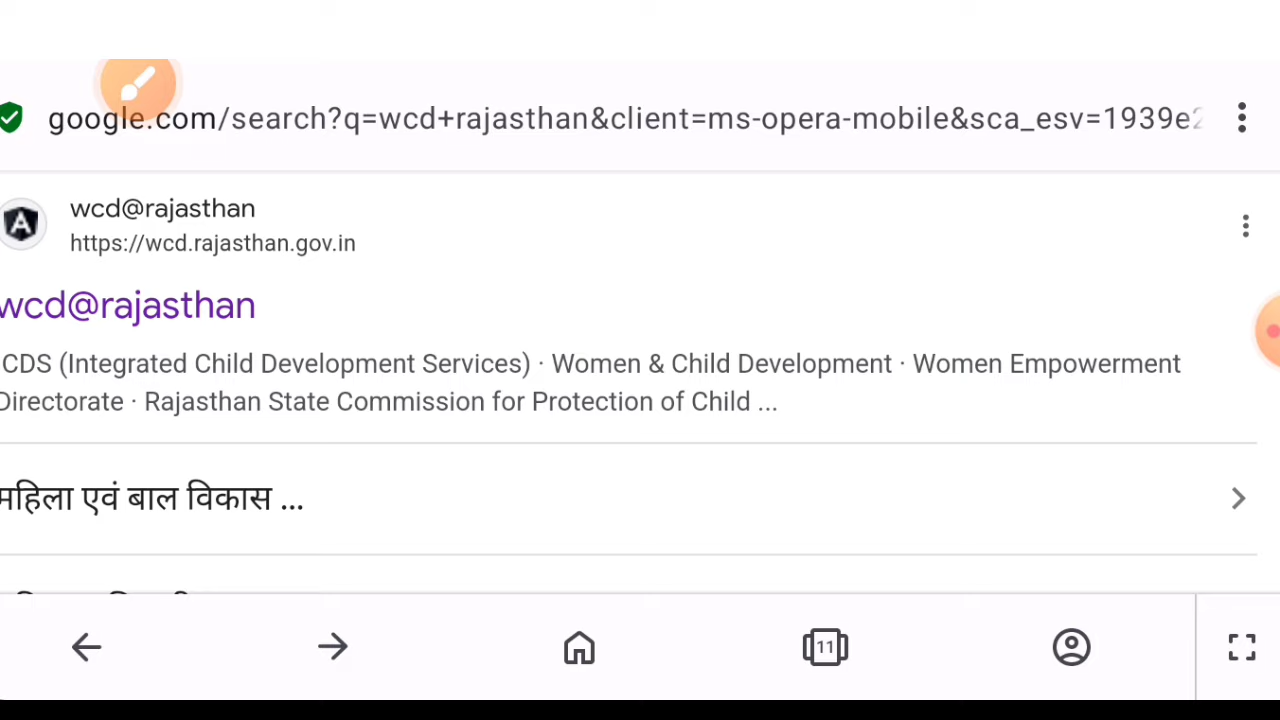 google.com/search?q=wcd+rajasthan&client=ms-opera-mobile&sca_esv=1939e2
wcd@rajasthan
https://wcd.rajasthan.gov.in
wcd@rajasthan
CDS (Integrated Child Development Services) · Women & Child Development · Women Empowerment
Directorate · Rajasthan State Commission for Protection of Child ...
महिला एवं बाल विकास ...
11